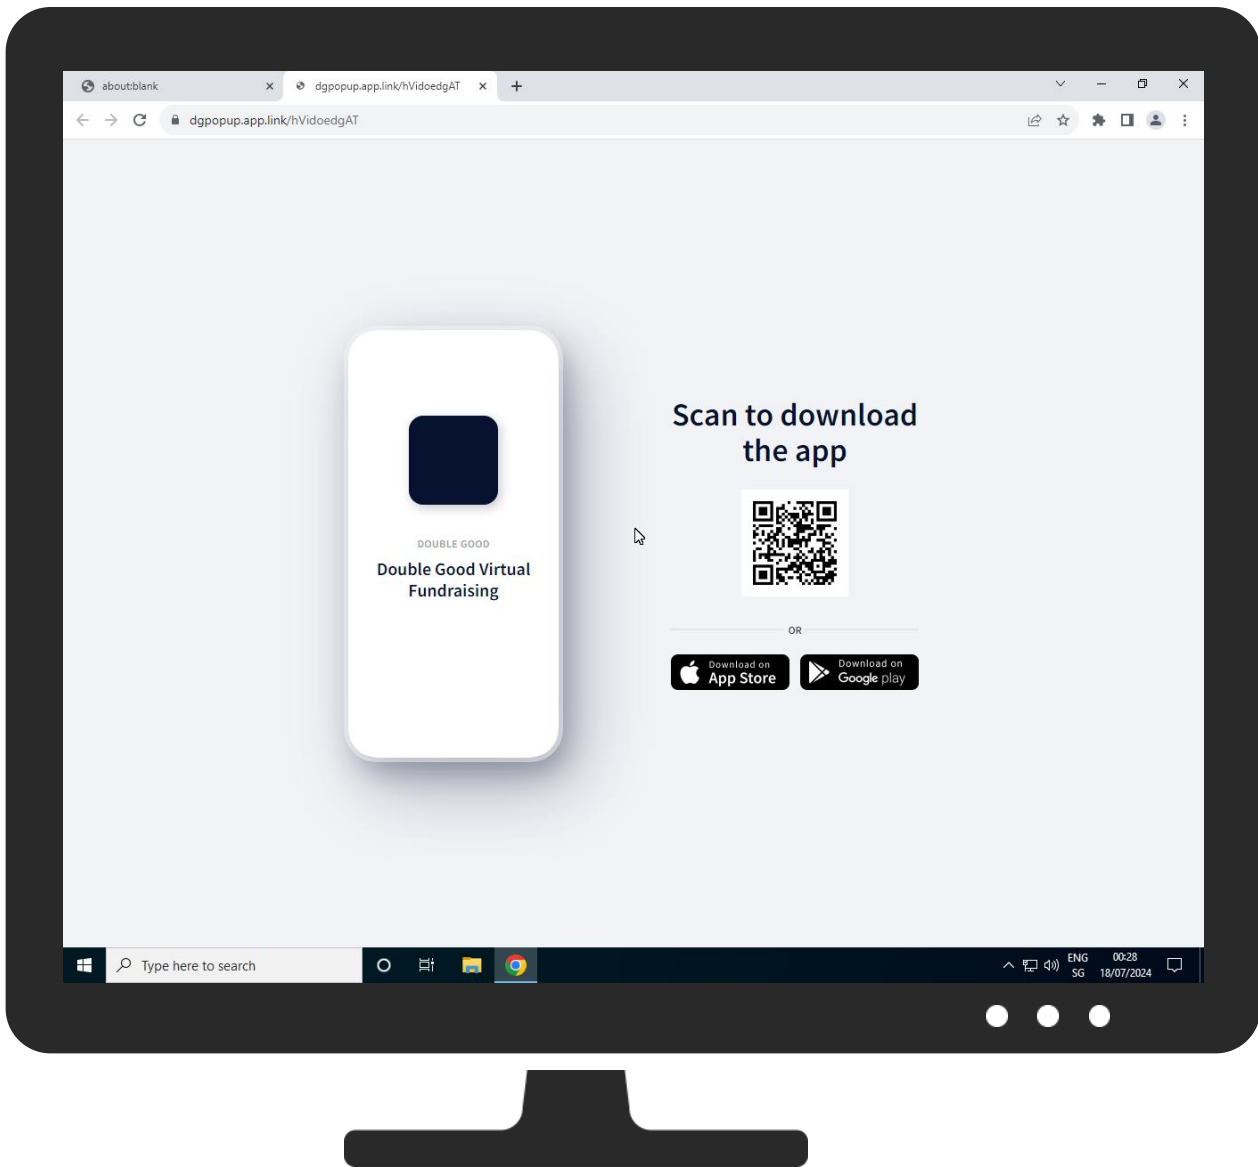 about:blank
dgpopup.app.link/hVidoedgAT
dgpopup.app.link/hVidoedgAT
Scan to download
the app
DOUBLE GOOD
Double Good Virtual
Fundraising
OR
Download on
App Store
Download on
Google play
Type here to search
ENG
SG
00:28
18/07/2024